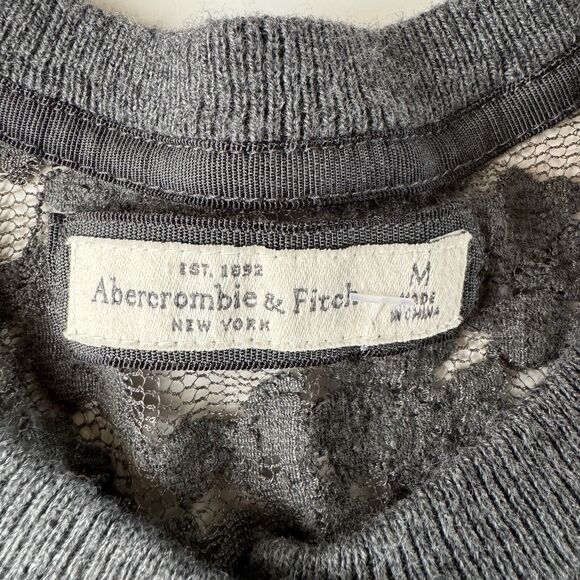 EST. 1892
Abercrombie & Fitch
NEW YORK
M
MADE
IN CHINA